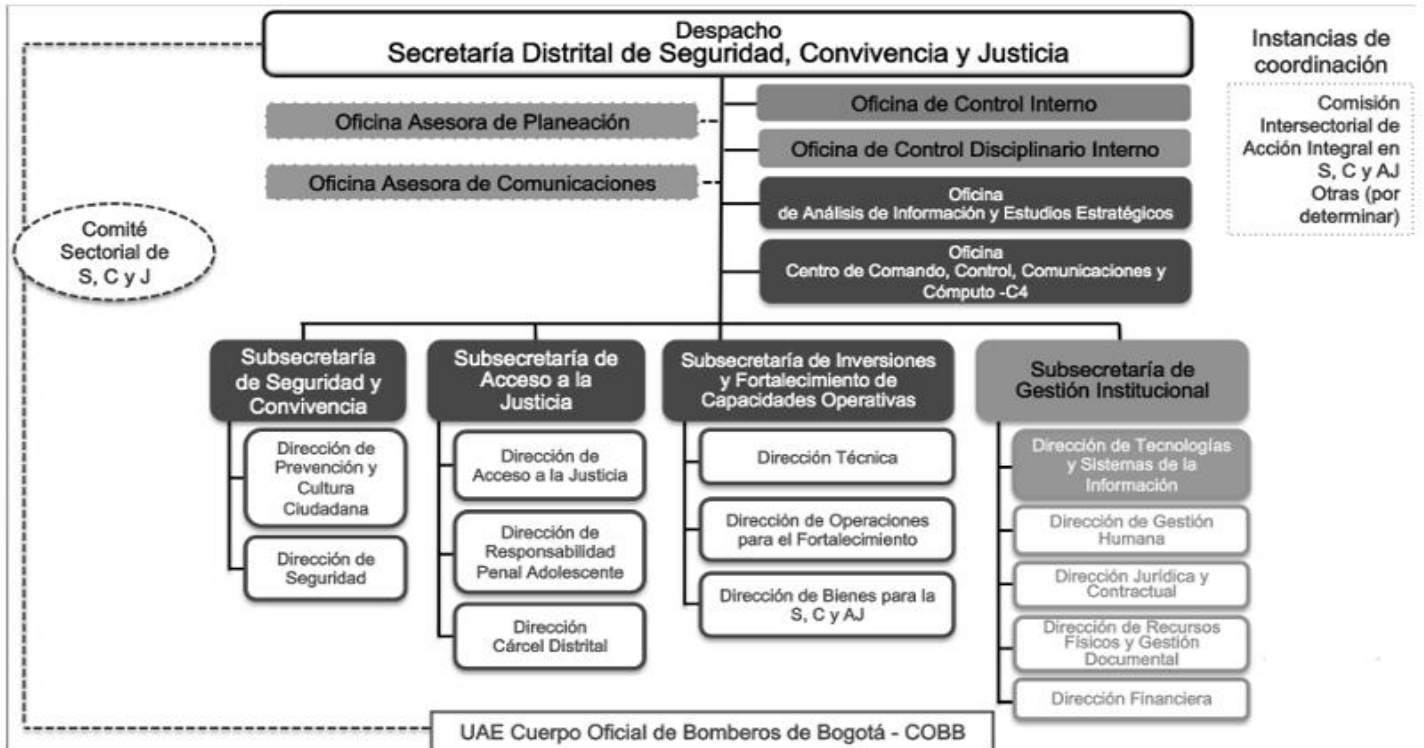 Despacho
Secretaría Distrital de Seguridad, Convivencia y Justicia
Instancias de
coordinación
Comisión
Intersectorial de
Acción Integral en
S, C y AJ
Otras (por
determinar)
Oficina Asesora de Planeación
Oficina Asesora de Comunicaciones
Oficina de Control Interno
Oficina de Control Disciplinario Interno
Oficina
de Análisis de Información y Estudios Estratégicos
Oficina
Centro de Comando, Control, Comunicaciones y
Cómputo -C4
Comité
Sectorial de
S, C y J
Subsecretaría
de Seguridad y
Convivencia
Dirección de
Prevención y
Cultura
Ciudadana
Dirección de
Seguridad
Subsecretaría de
Acceso a la
Justicia
Dirección de
Acceso a la Justicia
Dirección de
Responsabilidad
Penal Adolescente
Dirección
Cárcel Distrital
Subsecretaría de Inversiones
y Fortalecimiento de
Capacidades Operativas
Dirección Técnica
Dirección de Operaciones
para el Fortalecimiento
Dirección de Bienes para la
S, C y AJ
Subsecretaría de
Gestión Institucional
Dirección de Tecnologías
y Sistemas de la
Información
Dirección de Gestión
Humana
Dirección Jurídica y
Contractual
Dirección de Recursos
Físicos y Gestión
Documental
Dirección Financiera
UAE Cuerpo Oficial de Bomberos de Bogotá - COBB